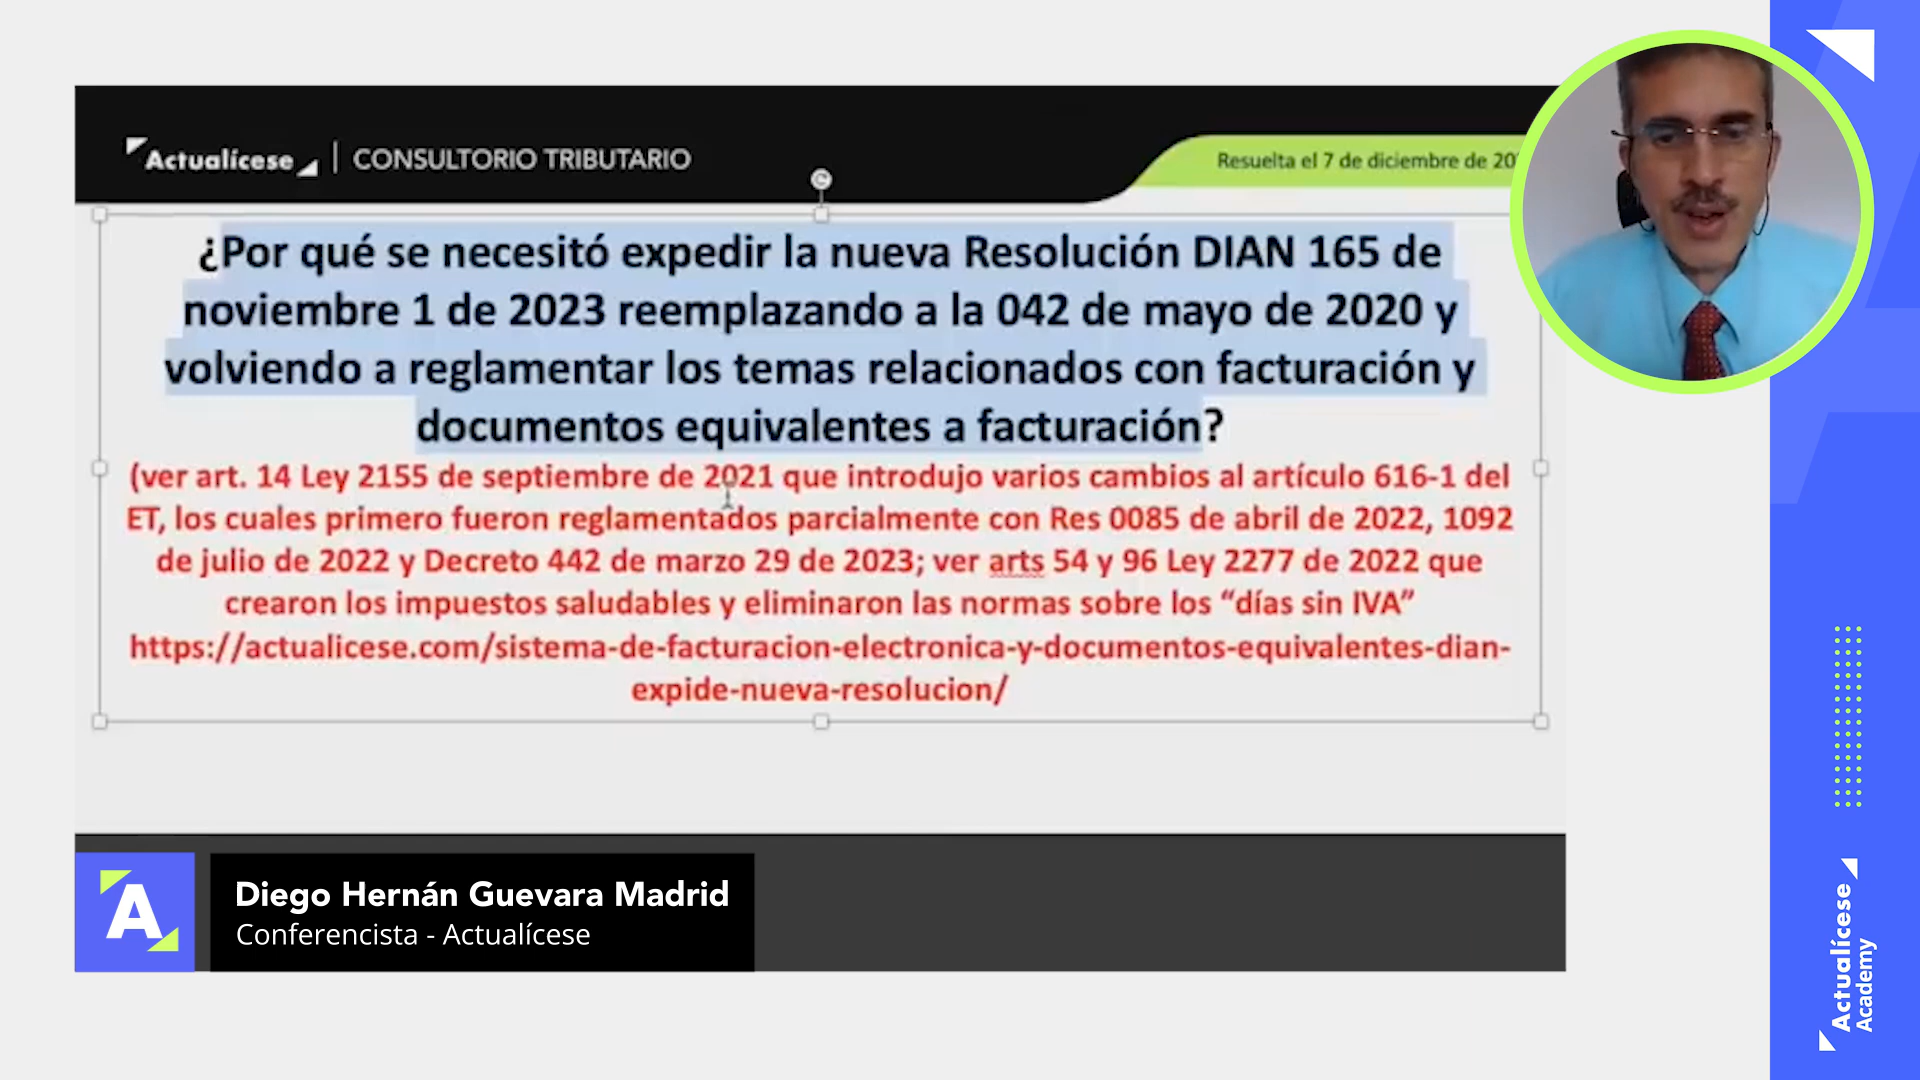 Actualícese | CONSULTORIO TRIBUTARIO
Resuelta el 7 de diciembre de
¿Por qué se necesitó expedir la nueva Resolución DIAN 165 de
noviembre 1 de 2023 reemplazando a la 042 de mayo de 2020 y
volviendo a reglamentar los temas relacionados con facturación y
documentos equivalentes a facturación?
(ver art. 14 Ley 2155 de septiembre de 2021 que introdujo varios cambios al artículo 616-1 del
ET, los cuales primero fueron reglamentados parcialmente con Res 0085 de abril de 2022, 1092
de julio de 2022 y Decreto 442 de marzo 29 de 2023; ver arts 54 y 96 Ley 2277 de 2022 que
crearon los impuestos saludables y eliminaron las normas sobre los “días sin IVA”
https://actualicese.com/sistema-de-facturacion-electronica-y-documentos-equivalentes-dian-
expide-nueva-resolucion/
A
Diego Hernán Guevara Madrid
Conferencista - Actualícese
Actualícese
Academy